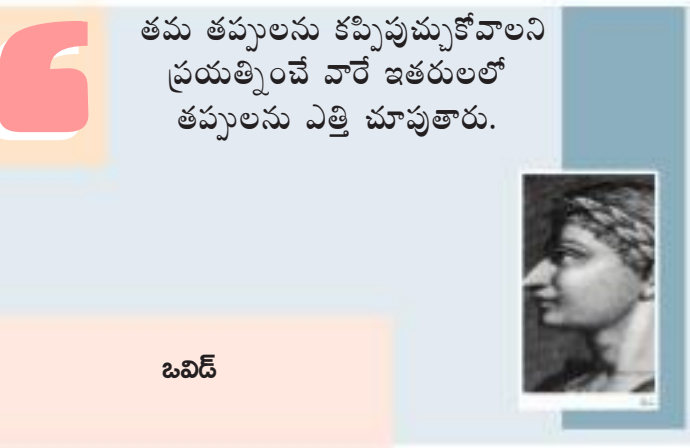 తమ తప్పులను కప్పిపుచ్చుకోవాలని
ప్రయత్నించే వారే ఇతరులలో
తప్పులను ఎత్తి చూపుతారు.
ఒవిడ్